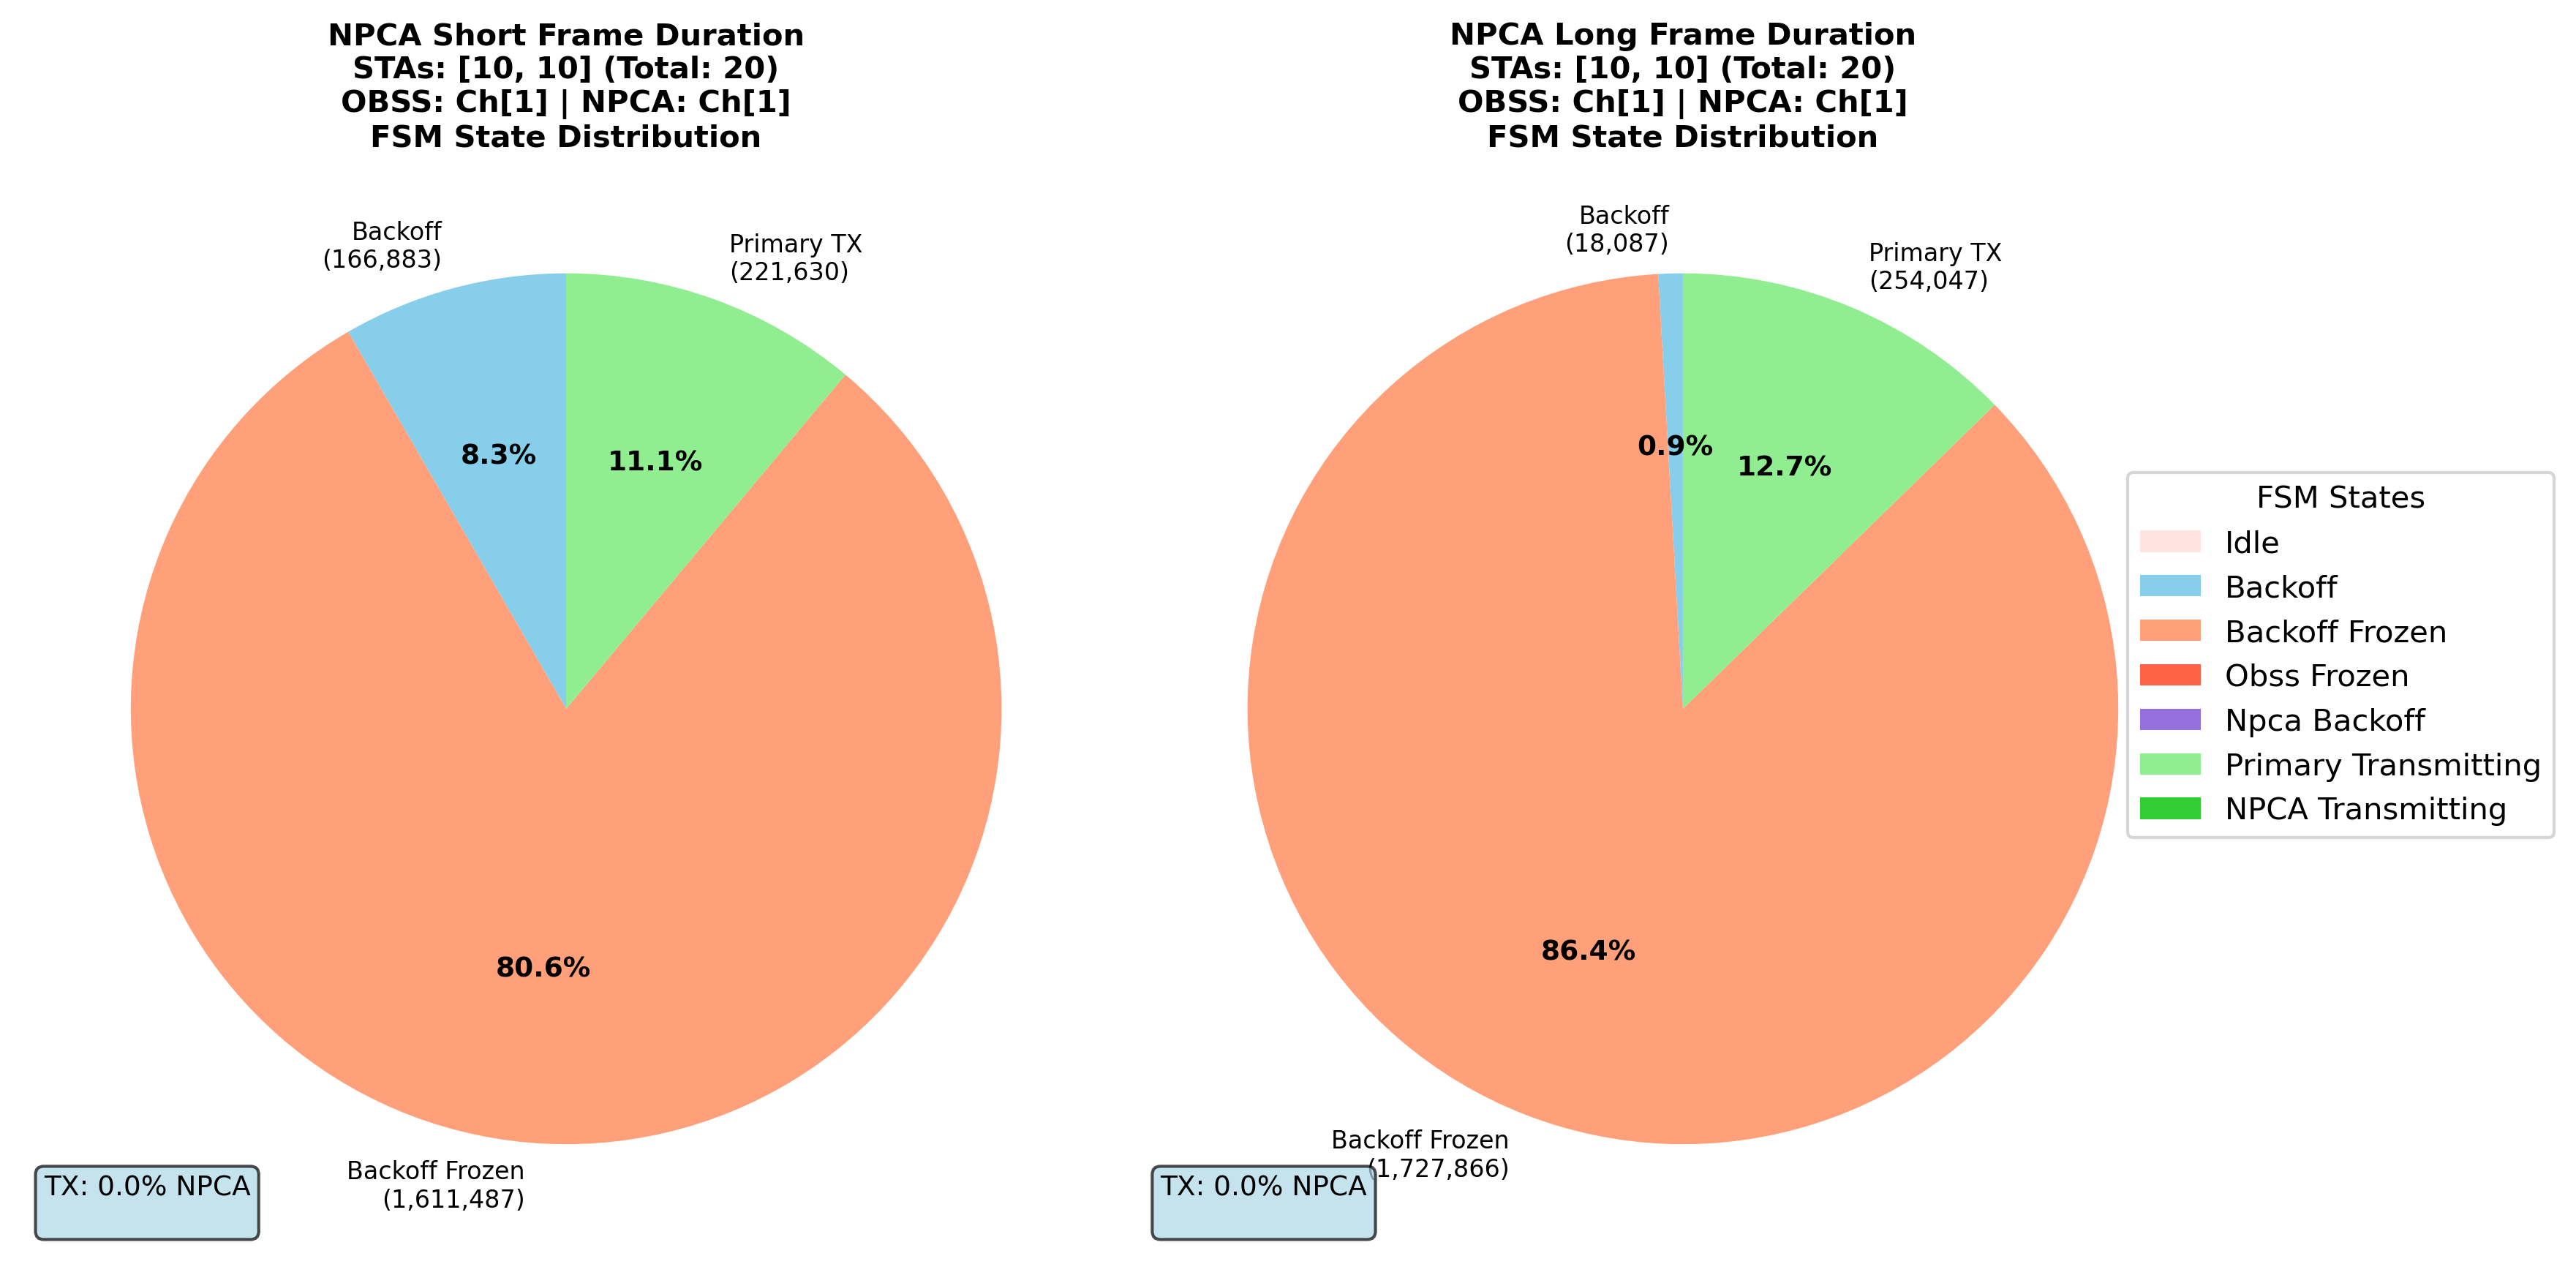 NPCA Short Frame Duration
STAs: [10, 10] (Total: 20)
OBSS: Ch[1] | NPCA: Ch[1]
FSM State Distribution
Backoff
(166,883)
Primary TX
(221,630)
8.3%
11.1%
80.6%
Backoff Frozen
(1,611,487)
TX: 0.0% NPCA
NPCA Long Frame Duration
STAs: [10, 10] (Total: 20)
OBSS: Ch[1] | NPCA: Ch[1]
FSM State Distribution
Backoff
(18,087)
Primary TX
(254,047)
0.9%
12.7%
86.4%
Backoff Frozen
(1,727,866)
TX: 0.0% NPCA
FSM States
Idle
Backoff
Backoff Frozen
Obss Frozen
Npca Backoff
Primary Transmitting
NPCA Transmitting